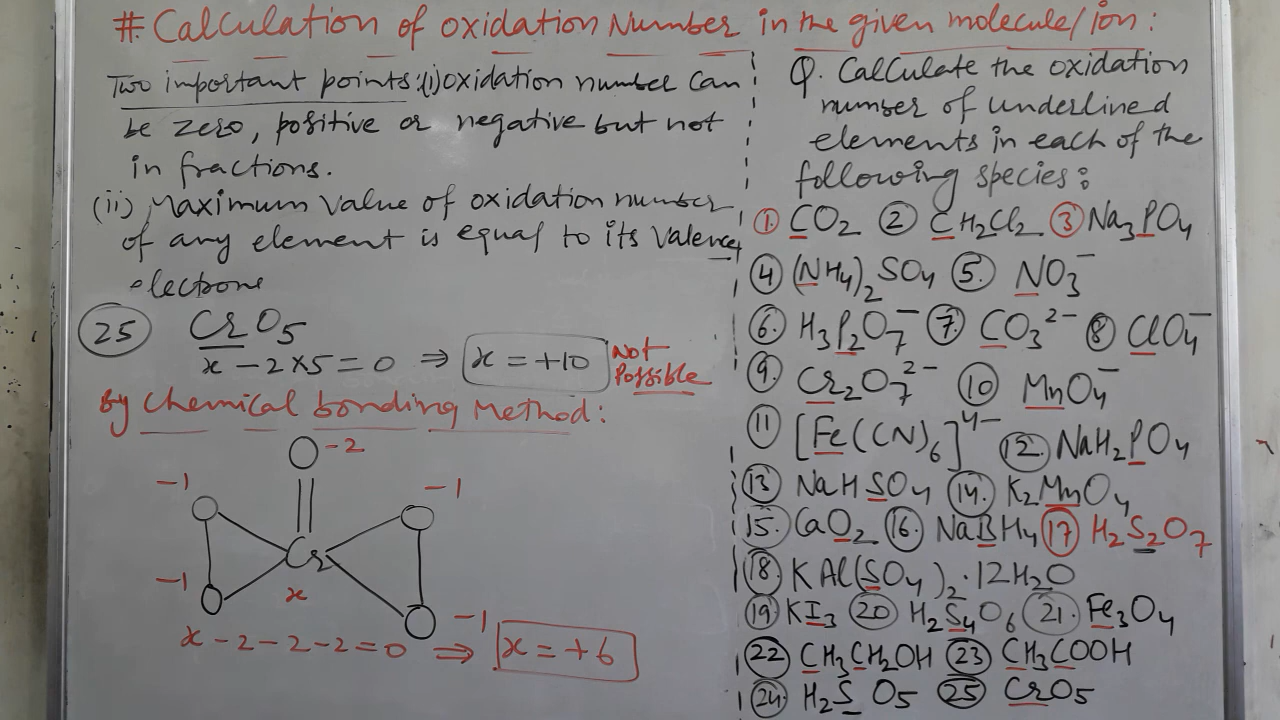 # Calculation of oxidation Number in the given molecule/ion:
Two important points: (i) oxidation number can
be zero, positive or negative but not
in fractions.
(ii) Maximum value of oxidation number
of any element is equal to its valence
electrons
25 CrO5
x - 2×5 = 0 ⇒ x = +10 Not Possible
By Chemical bonding Method:
O -2
-1 O O -1
Cr
x
-1 O O -1
x - 2 - 2 - 2 = 0 ⇒ x = +6
Q. Calculate the oxidation
number of underlined
elements in each of the
following species:
1. CO2 2 CH2Cl2 3 Na3PO4
4 (NH4)2SO4 5. NO3^-
6. H3P2O7^- 7. CO3^2- 8 ClO4^-
9. Cr2O7^2- 10 MnO4^-
11 [Fe(CN)6]^4- 12. NaH2PO4
13 NaHSO4 14. K2MnO4
15. CaO2 16. NaBH4 17 H2S2O7
18. KAl(SO4)2.12H2O
19 KI3 20 H2S4O6 21. Fe3O4
22 CH3CH2OH 23 CH3COOH
24. H2S O5 25 CrO5